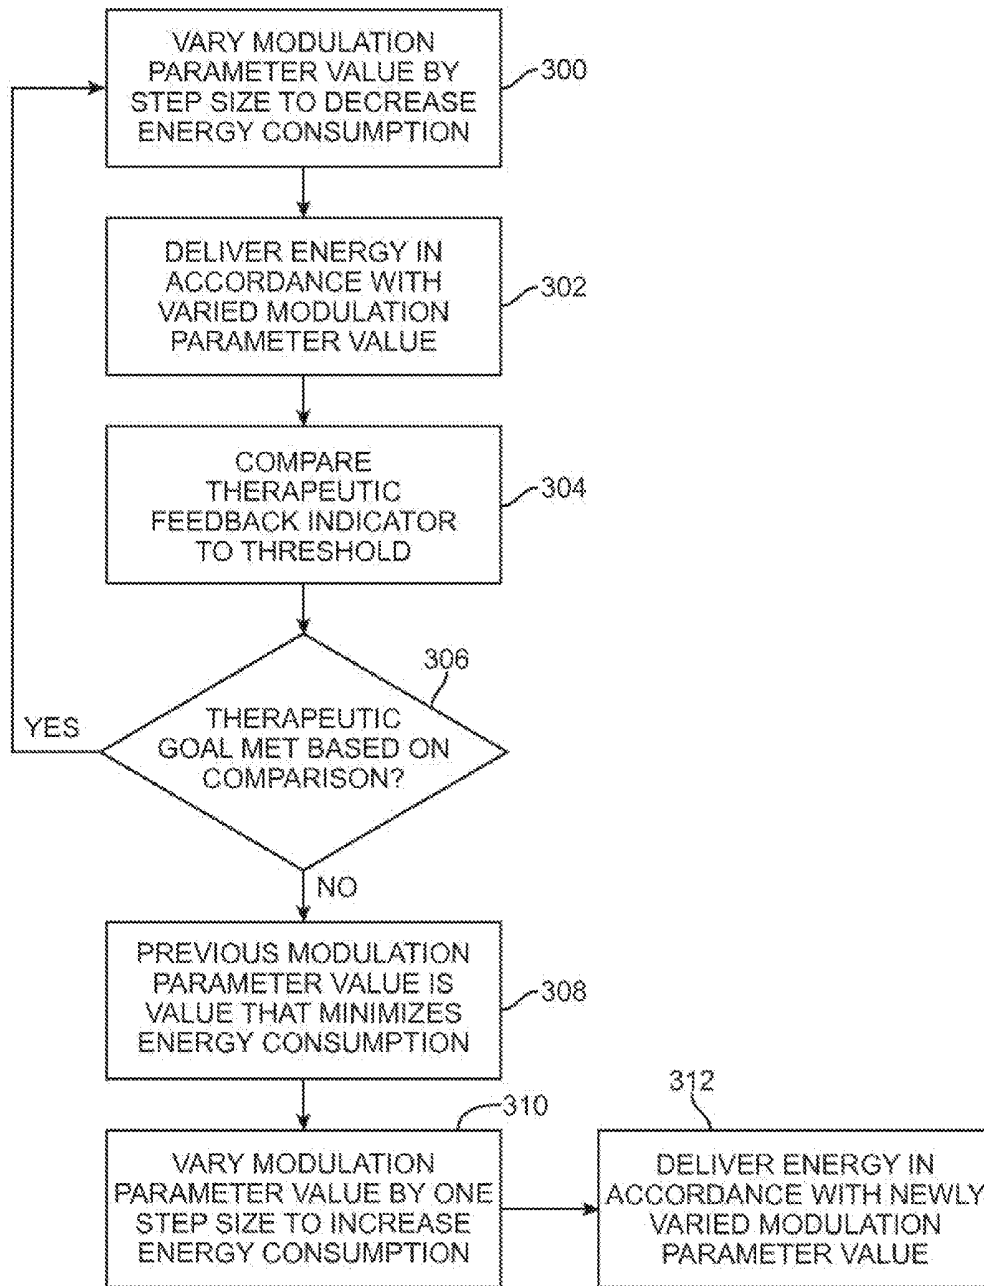 VARY MODULATION
PARAMETER VALUE BY
STEP SIZE TO DECREASE
ENERGY CONSUMPTION
300
DELIVER ENERGY IN
ACCORDANCE WITH
VARIED MODULATION
PARAMETER VALUE
302
COMPARE
THERAPEUTIC
FEEDBACK INDICATOR
TO THRESHOLD
304
306
YES
THERAPEUTIC
GOAL MET BASED ON
COMPARISON?
NO
PREVIOUS MODULATION
PARAMETER VALUE IS
VALUE THAT MINIMIZES
ENERGY CONSUMPTION
308
310
VARY MODULATION
PARAMETER VALUE BY ONE
STEP SIZE TO INCREASE
ENERGY CONSUMPTION
312
DELIVER ENERGY IN
ACCORDANCE WITH NEWLY
VARIED MODULATION
PARAMETER VALUE